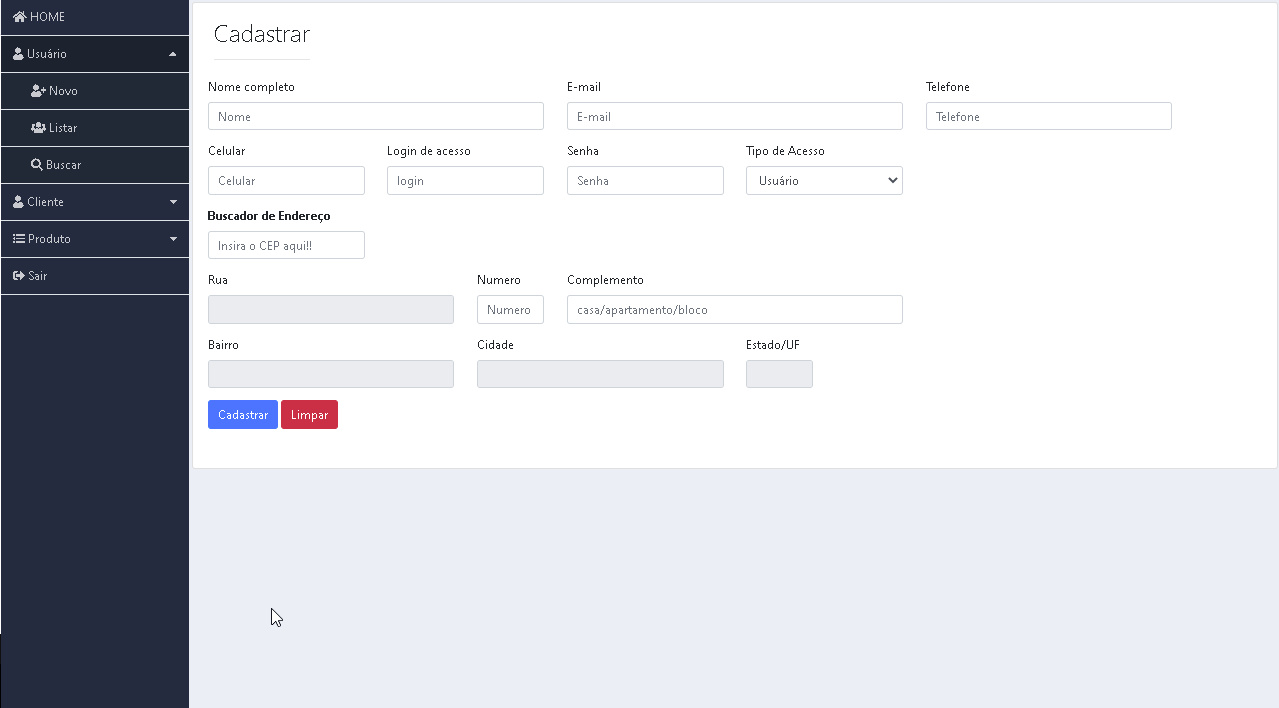 HOME
Usuário
Novo
Listar
Buscar
Cliente
Produto
Sair
Cadastrar
Nome completo E-mail Telefone
Nome E-mail Telefone
Celular Login de acesso Senha Tipo de Acesso
Celular login Senha Usuário
Buscador de Endereço
Insira o CEP aqui!!
Rua Numero Complemento
Numero casa/apartamento/bloco
Bairro Cidade Estado/UF
Cadastrar Limpar